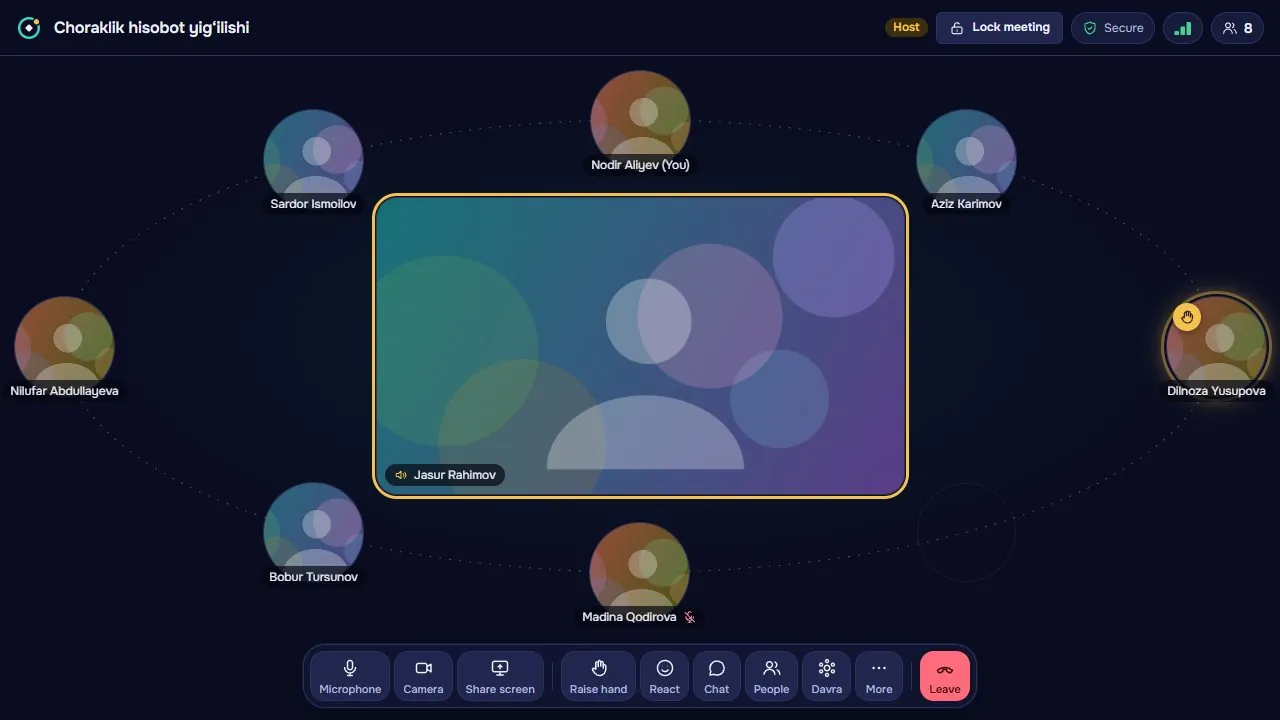 Choraklik hisobot yig‘ilishi
Host
Lock meeting
Secure
8
Nodir Aliyev (You)
Sardor Ismoilov
Aziz Karimov
Nilufar Abdullayeva
Dilnoza Yusupova
Jasur Rahimov
Bobur Tursunov
Madina Qodirova
Microphone
Camera
Share screen
Raise hand
React
Chat
People
Davra
More
Leave